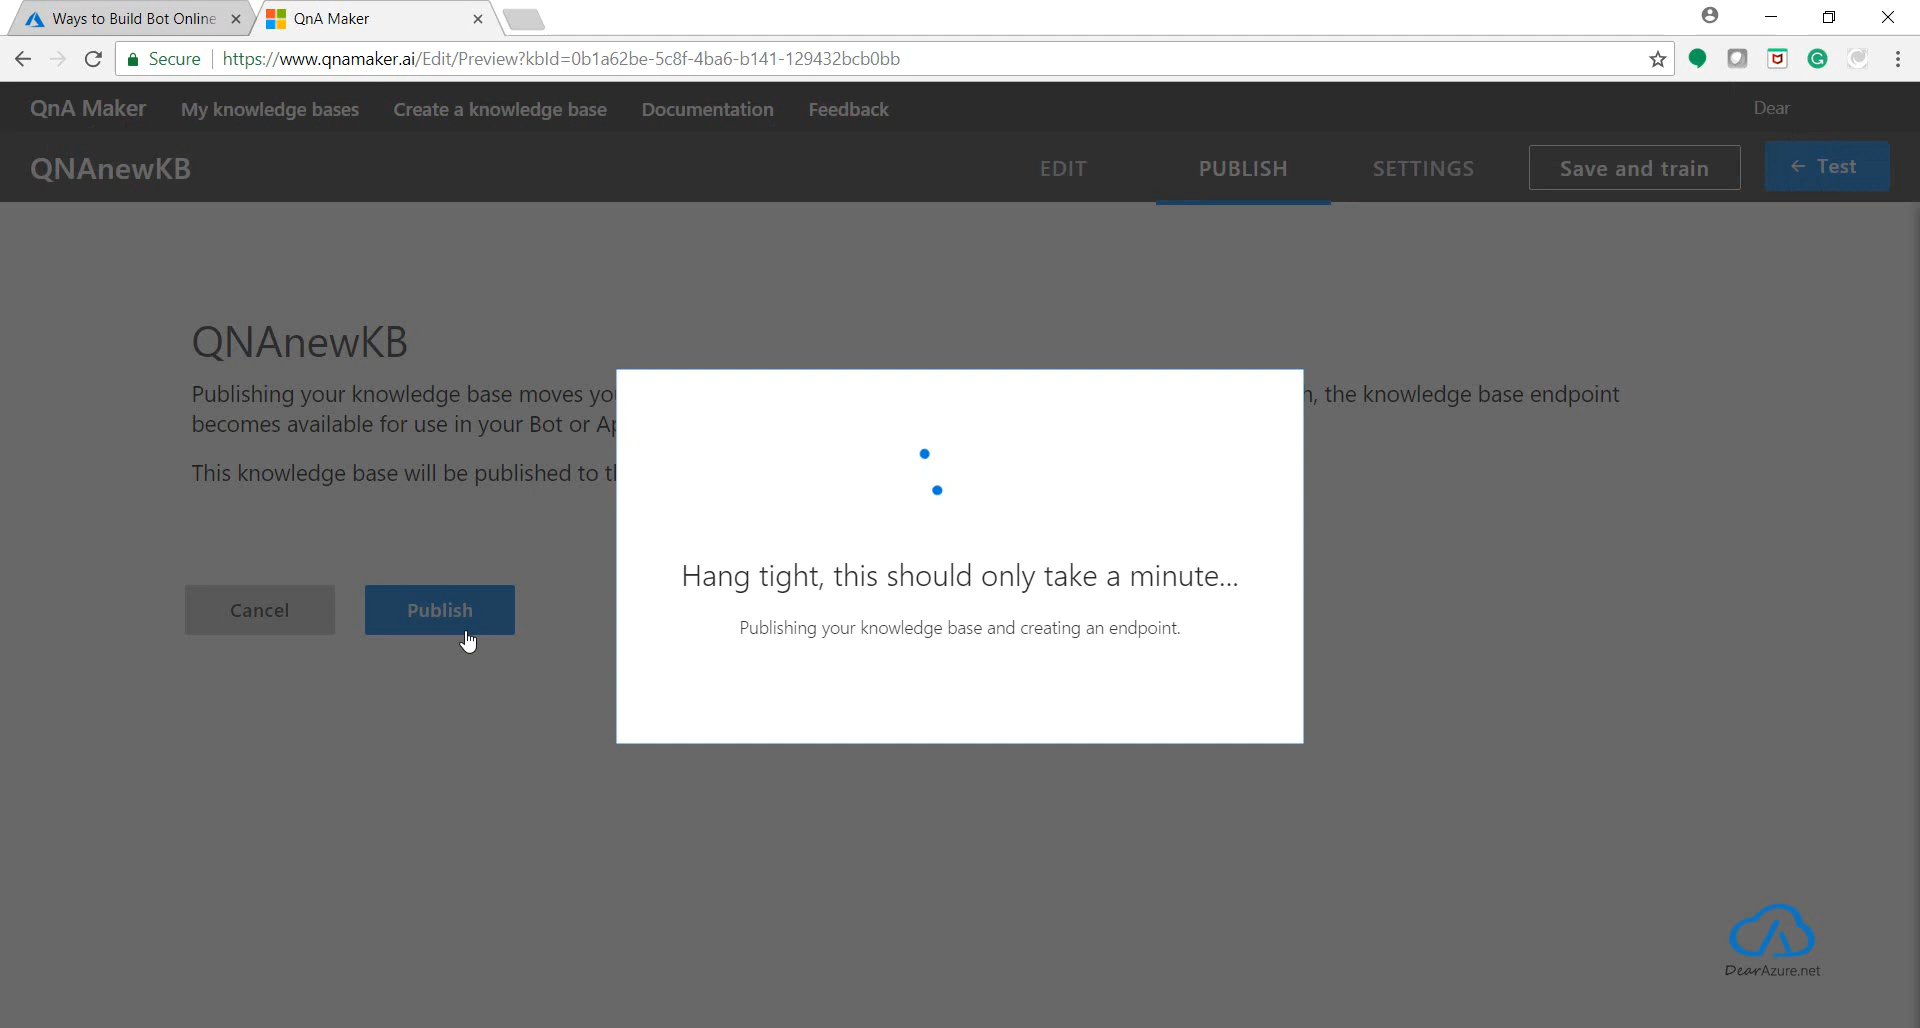 Ways to Build Bot Online
QnA Maker
Secure
https://www.qnamaker.ai/Edit/Preview?kbId=0b1a62be-5c8f-4ba6-b141-129432bcb0bb
QnA Maker
My knowledge bases
Create a knowledge base
Documentation
Feedback
Dear
QNAnewKB
EDIT
PUBLISH
SETTINGS
Save and train
← Test
QNAnewKB
Publishing your knowledge base moves , the knowledge base endpoint
becomes available for use in your Bot or
This knowledge base will be published to
Hang tight, this should only take a minute...
Publishing your knowledge base and creating an endpoint.
Cancel
Publish
DearAzure.net